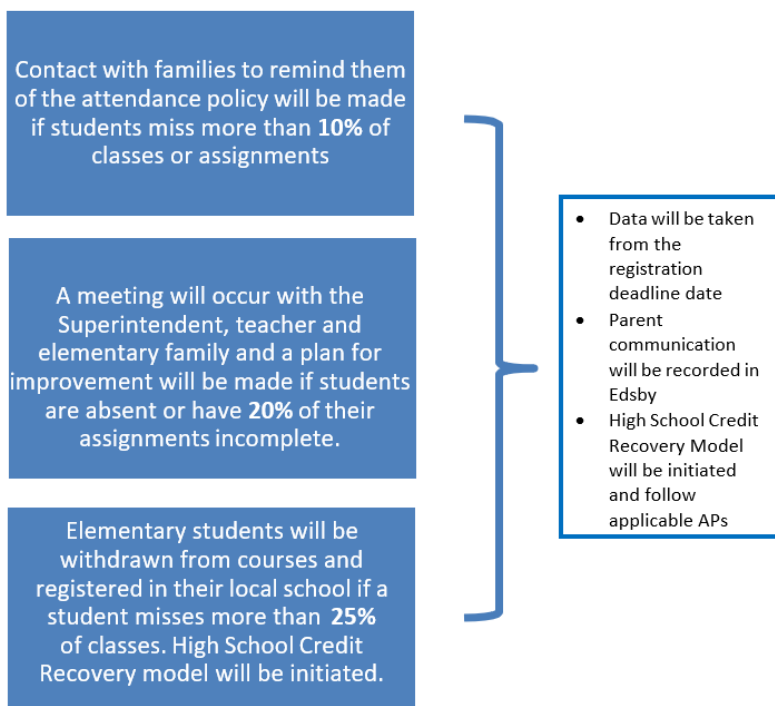 Contact with families to remind them
of the attendance policy will be made
if students miss more than 10% of
classes or assignments
A meeting will occur with the
Superintendent, teacher and
elementary family and a plan for
improvement will be made if students
are absent or have 20% of their
assignments incomplete.
Elementary students will be
withdrawn from courses and
registered in their local school if a
student misses more than 25%
of classes. High School Credit
Recovery model will be initiated.
• Data will be taken
from the
registration
deadline date
• Parent
communication
will be recorded in
Edsby
• High School Credit
Recovery Model
will be initiated
and follow
applicable APs